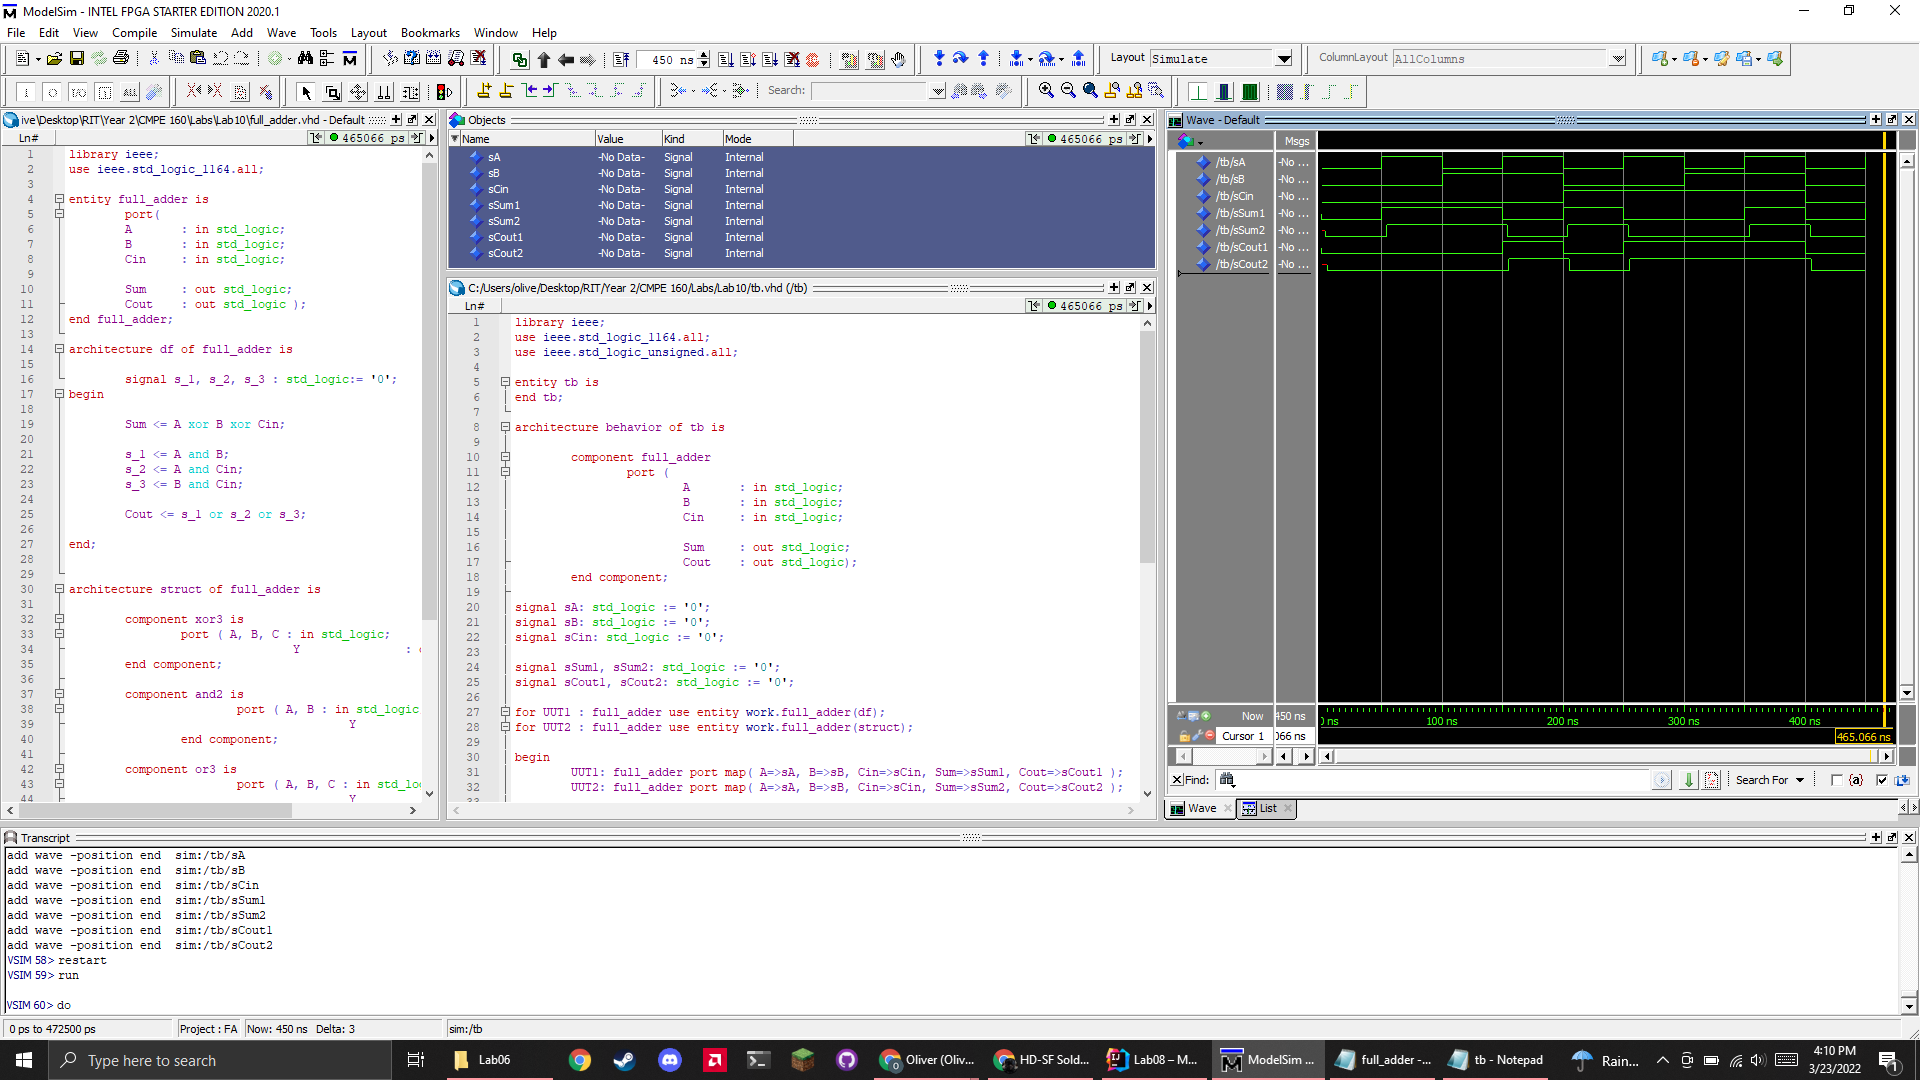 ModelSim - INTEL FPGA STARTER EDITION 2020.1
File Edit View Compile Simulate Add Wave Tools Layout Bookmarks Window Help
450 ns
Layout Simulate
ColumnLayout AllColumns
Search:
ive\Desktop\RIT\Year 2\CMPE 160\Labs\Lab10\full_adder.vhd - Default
Ln# 465066 ps
1 library ieee;
2 use ieee.std_logic_1164.all;
3
4 entity full_adder is
5 port(
6 A : in std_logic;
7 B : in std_logic;
8 Cin : in std_logic;
9
10 Sum : out std_logic;
11 Cout : out std_logic );
12 end full_adder;
13
14 architecture df of full_adder is
15
16 signal s_1, s_2, s_3 : std_logic:= '0';
17 begin
18
19 Sum <= A xor B xor Cin;
20
21 s_1 <= A and B;
22 s_2 <= A and Cin;
23 s_3 <= B and Cin;
24
25 Cout <= s_1 or s_2 or s_3;
26
27 end;
28
29
30 architecture struct of full_adder is
31
32 component xor3 is
33 port ( A, B, C : in std_logic;
34 Y :
35 end component;
36
37 component and2 is
38 port ( A, B : in std_logic
39 Y
40 end component;
41
42 component or3 is
43 port ( A, B, C : in std_lo
44 Y
Objects
Name Value Kind Mode 465066 ps
sA -No Data- Signal Internal
sB -No Data- Signal Internal
sCin -No Data- Signal Internal
sSum1 -No Data- Signal Internal
sSum2 -No Data- Signal Internal
sCout1 -No Data- Signal Internal
sCout2 -No Data- Signal Internal
C:/Users/olive/Desktop/RIT/Year 2/CMPE 160/Labs/Lab10/tb.vhd (/tb)
Ln# 465066 ps
1 library ieee;
2 use ieee.std_logic_1164.all;
3 use ieee.std_logic_unsigned.all;
4
5 entity tb is
6 end tb;
7
8 architecture behavior of tb is
9
10 component full_adder
11 port (
12 A : in std_logic;
13 B : in std_logic;
14 Cin : in std_logic;
15
16 Sum : out std_logic;
17 Cout : out std_logic);
18 end component;
19
20 signal sA: std_logic := '0';
21 signal sB: std_logic := '0';
22 signal sCin: std_logic := '0';
23
24 signal sSum1, sSum2: std_logic := '0';
25 signal sCout1, sCout2: std_logic := '0';
26
27 for UUT1 : full_adder use entity work.full_adder(df);
28 for UUT2 : full_adder use entity work.full_adder(struct);
29
30 begin
31 UUT1: full_adder port map( A=>sA, B=>sB, Cin=>sCin, Sum=>sSum1, Cout=>sCout1 );
32 UUT2: full_adder port map( A=>sA, B=>sB, Cin=>sCin, Sum=>sSum2, Cout=>sCout2 );
33
Wave - Default
Msgs
/tb/sA -No ...
/tb/sB -No ...
/tb/sCin -No ...
/tb/sSum1 -No ...
/tb/sSum2 -No ...
/tb/sCout1 -No ...
/tb/sCout2 -No ...
Now 450 ns
Cursor 1 066 ns
ns 100 ns 200 ns 300 ns 400 ns
465.066 ns
Find: Search For {a}
Wave List
Transcript
add wave -position end sim:/tb/sA
add wave -position end sim:/tb/sB
add wave -position end sim:/tb/sCin
add wave -position end sim:/tb/sSum1
add wave -position end sim:/tb/sSum2
add wave -position end sim:/tb/sCout1
add wave -position end sim:/tb/sCout2
VSIM 58> restart
VSIM 59> run
VSIM 60> do
0 ps to 472500 ps Project : FA Now: 450 ns Delta: 3 sim:/tb
Type here to search Lab06 Oliver (Oliv... HD-SF Sold... Lab08 – M... ModelSim ... full_adder -... tb - Notepad Rain...
4:10 PM
3/23/2022
1